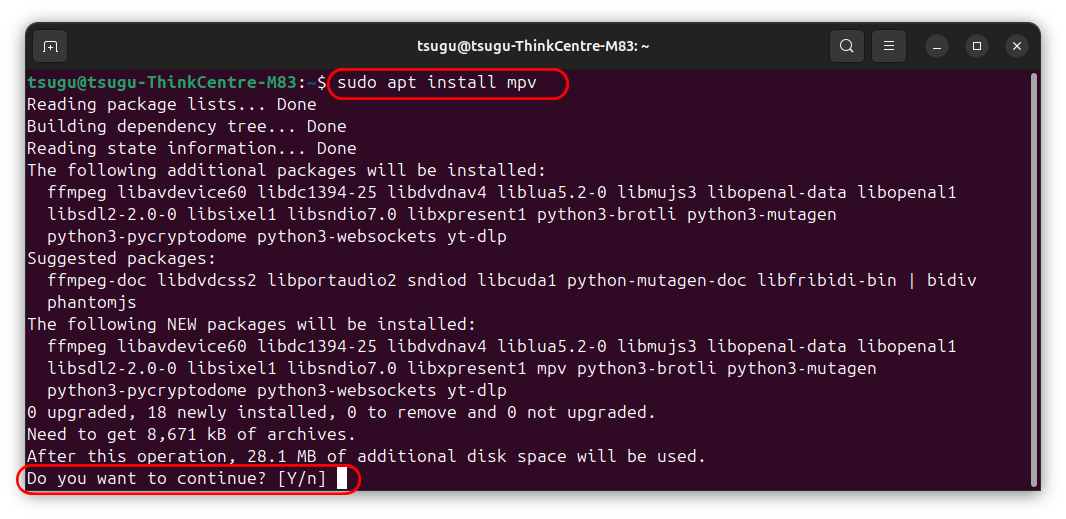 tsugu@tsugu-ThinkCentre-M83: ~
tsugu@tsugu-ThinkCentre-M83:~$ sudo apt install mpv
Reading package lists... Done
Building dependency tree... Done
Reading state information... Done
The following additional packages will be installed:
  ffmpeg libavdevice60 libdc1394-25 libdvdnav4 liblua5.2-0 libmujs3 libopenal-data libopenal1
  libsdl2-2.0-0 libsixel1 libsndio7.0 libxpresent1 python3-brotli python3-mutagen
  python3-pycryptodome python3-websockets yt-dlp
Suggested packages:
  ffmpeg-doc libdvdcss2 libportaudio2 sndiod libcuda1 python-mutagen-doc libfribidi-bin | bidiv
  phantomjs
The following NEW packages will be installed:
  ffmpeg libavdevice60 libdc1394-25 libdvdnav4 liblua5.2-0 libmujs3 libopenal-data libopenal1
  libsdl2-2.0-0 libsixel1 libsndio7.0 libxpresent1 mpv python3-brotli python3-mutagen
  python3-pycryptodome python3-websockets yt-dlp
0 upgraded, 18 newly installed, 0 to remove and 0 not upgraded.
Need to get 8,671 kB of archives.
After this operation, 28.1 MB of additional disk space will be used.
Do you want to continue? [Y/n]